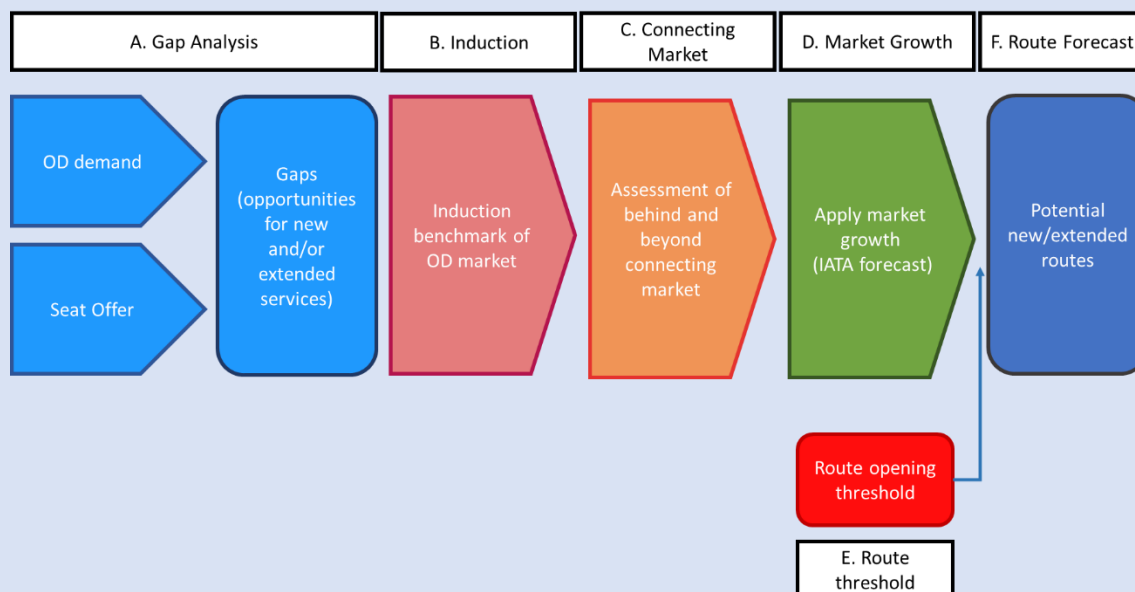 A. Gap Analysis
B. Induction
C. Connecting
Market
D. Market Growth
F. Route Forecast
OD demand
Seat Offer
Gaps
(opportunities
for new
and/or
extended
services)
Induction
benchmark of
OD market
Assessment of
behind and
beyond
connecting
market
Apply market
growth
(IATA forecast)
Potential
new/extended
routes
Route opening
threshold
E. Route
threshold